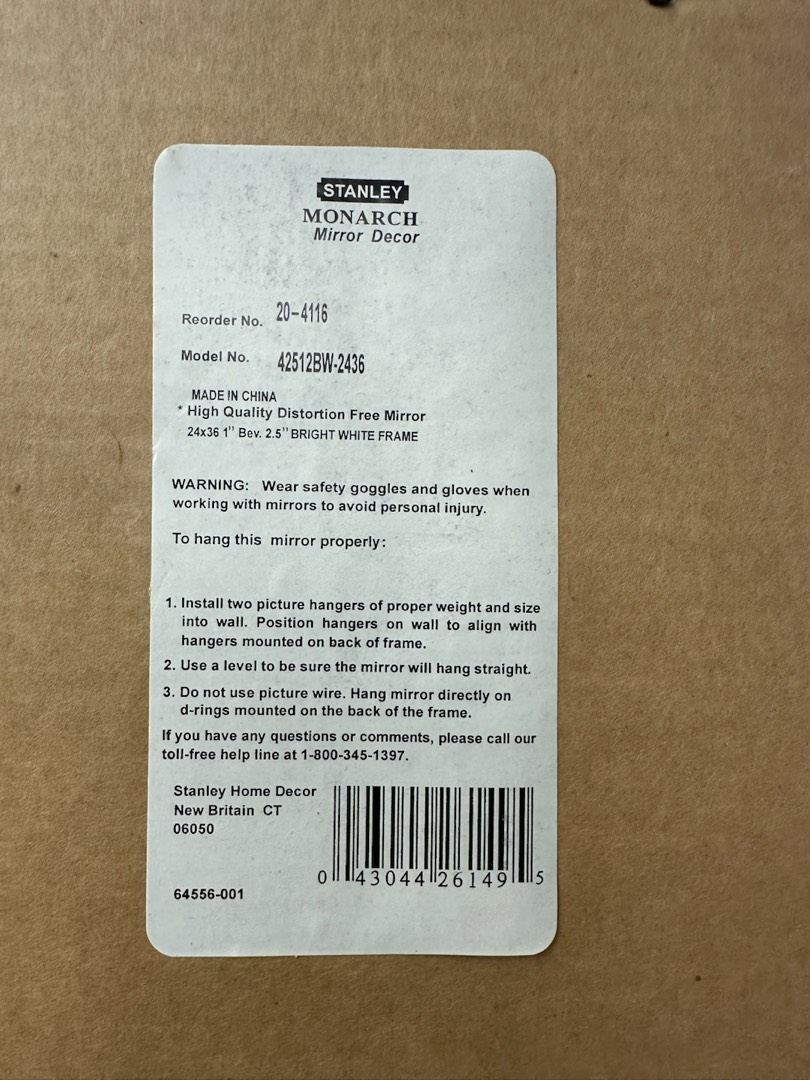 STANLEY
MONARCH
Mirror Decor
Reorder No. 20-4116
Model No. 42512BW-2436
MADE IN CHINA
* High Quality Distortion Free Mirror
24x36 1" Bev. 2.5" BRIGHT WHITE FRAME
WARNING: Wear safety goggles and gloves when
working with mirrors to avoid personal injury.
To hang this mirror properly:
1. Install two picture hangers of proper weight and size
into wall. Position hangers on wall to align with
hangers mounted on back of frame.
2. Use a level to be sure the mirror will hang straight.
3. Do not use picture wire. Hang mirror directly on
d-rings mounted on the back of the frame.
If you have any questions or comments, please call our
toll-free help line at 1-800-345-1397.
Stanley Home Decor
New Britain CT
06050
0 43044 26149 5
64556-001